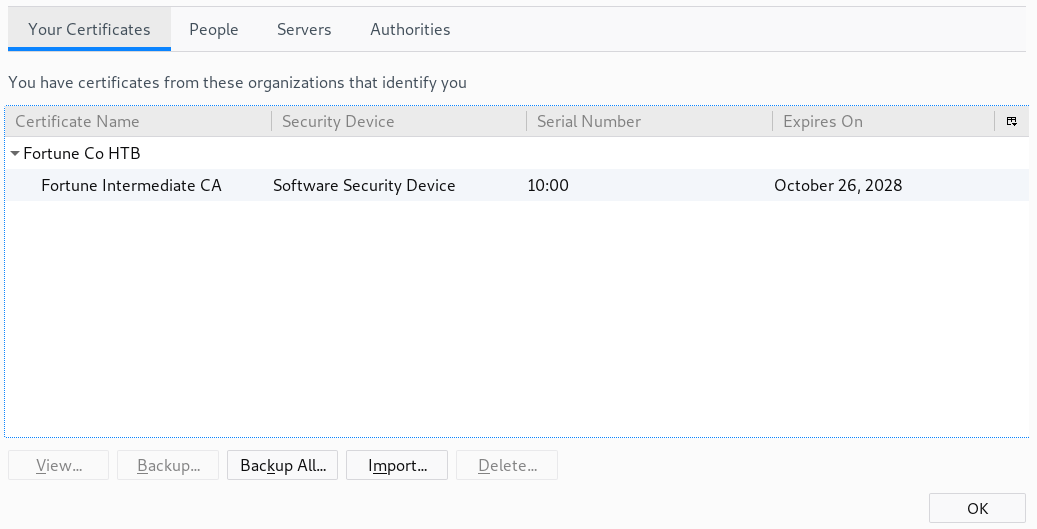 Your Certificates People Servers Authorities
You have certificates from these organizations that identify you
Certificate Name Security Device Serial Number Expires On
Fortune Co HTB
Fortune Intermediate CA Software Security Device 10:00 October 26, 2028
View... Backup... Backup All... Import... Delete...
OK